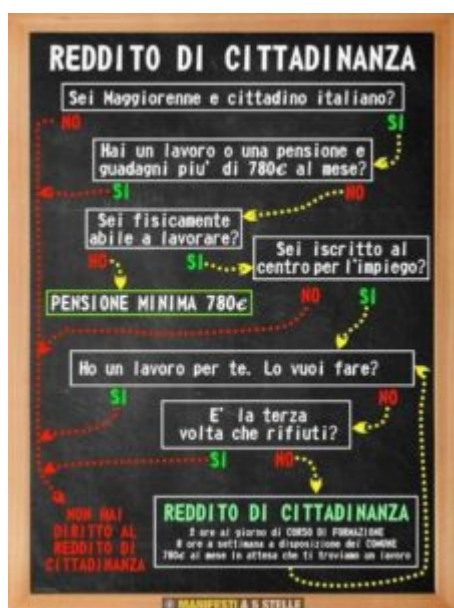 REDDITO DI CITTADINANZA
Sei Maggiorenne e cittadino italiano?
NO
SI
Hai un lavoro o una pensione e
guadagni piu' di 780€ al mese?
SI
NO
Sei fisicamente
abile a lavorare?
NO
SI
Sei iscritto al
centro per l'impiego?
PENSIONE MINIMA 780€
NO
SI
Ho un lavoro per te. Lo vuoi fare?
SI
NO
E' la terza
volta che rifiuti?
SI
NO
NON HAI
DIRITTO AL
REDDITO DI
CITTADINANZA
REDDITO DI CITTADINANZA
2 ore al giorno di CORSO DI FORMAZIONE
8 ore a settimana a disposizione del COMUNE
780€ al mese in attesa che ti troviamo un lavoro
MANIFESTI A 5 STELLE